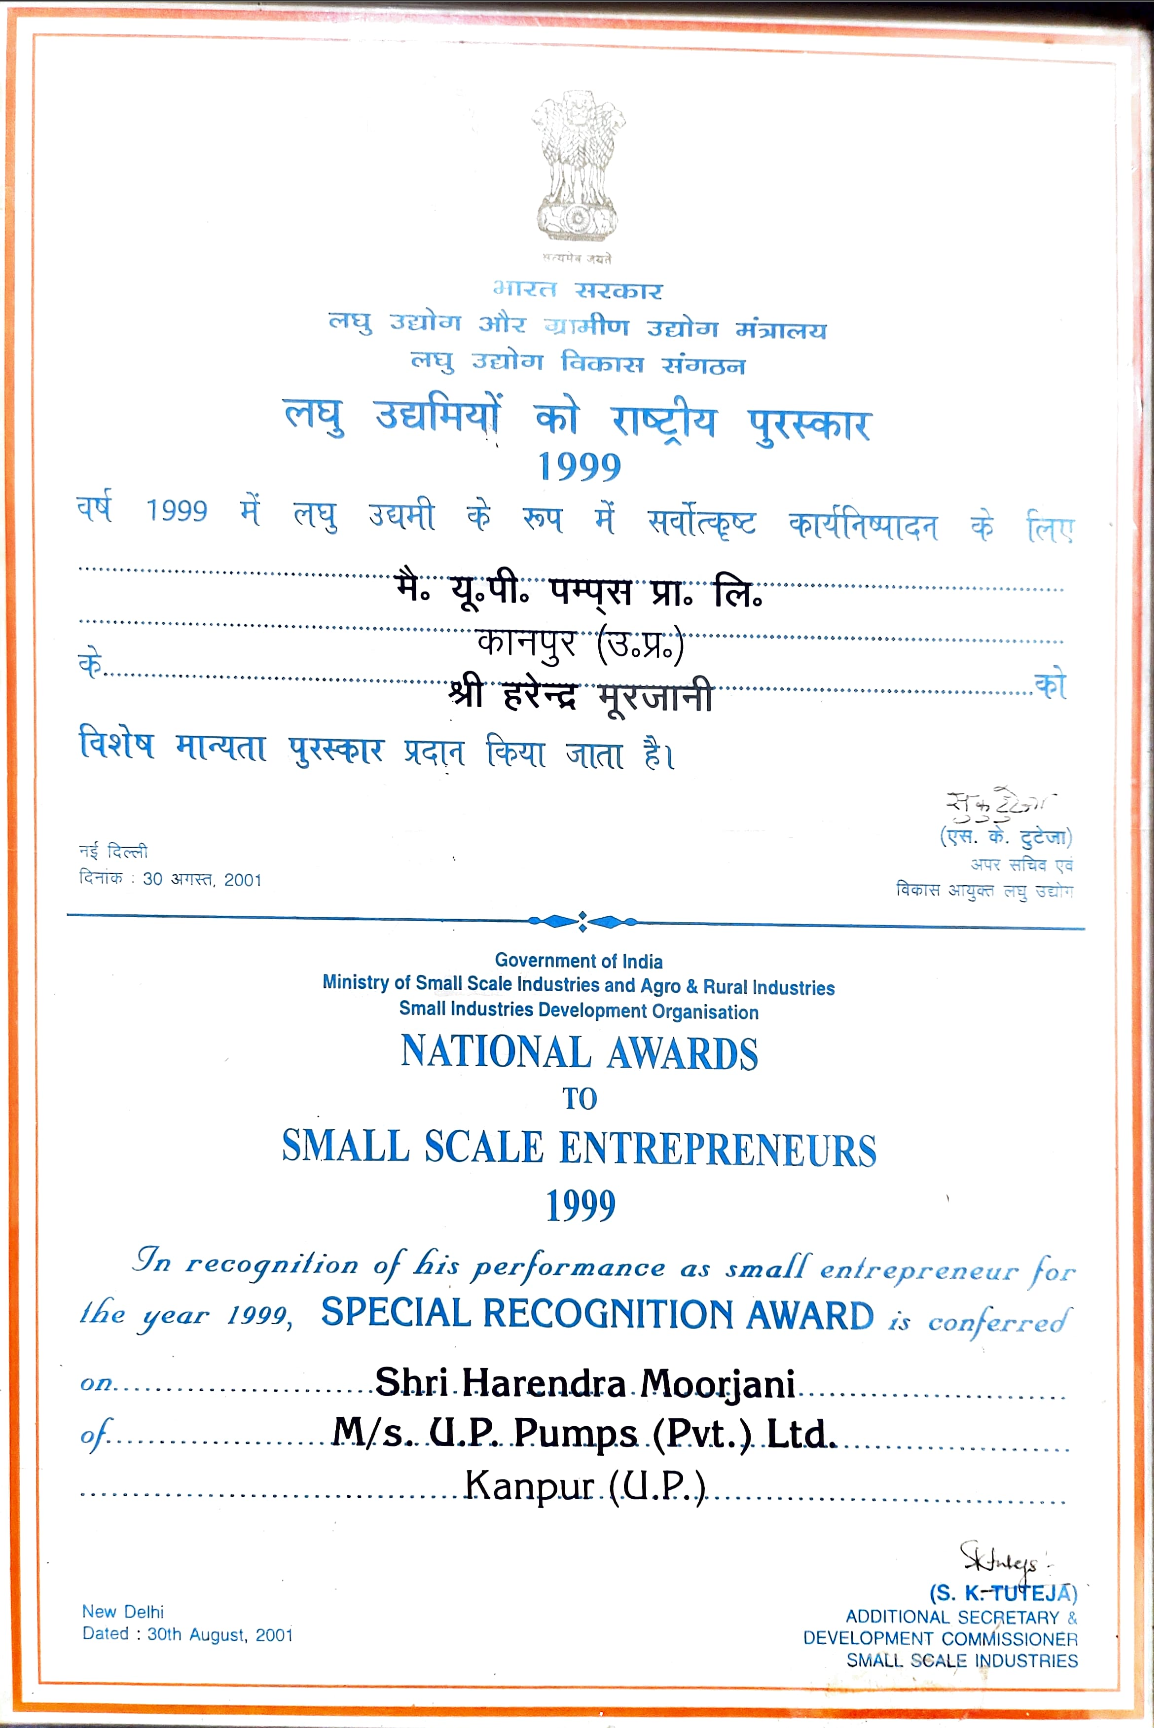 सत्यमेव जयते
भारत सरकार
लघु उद्योग और ग्रामीण उद्योग मंत्रालय
लघु उद्योग विकास संगठन
लघु उद्यमियों को राष्ट्रीय पुरस्कार
1999
वर्ष 1999 में लघु उद्यमी के रूप में सर्वोत्कृष्ट कार्यनिष्पादन के लिए
मै॰ यू॰पी॰ पम्प्स प्रा॰ लि॰
कानपुर (उ॰प्र॰)
के श्री हरेन्द्र मूरजानी को
विशेष मान्यता पुरस्कार प्रदान किया जाता है।
सु कु टुटेजा
(एस. के. टुटेजा)
अपर सचिव एवं
विकास आयुक्त लघु उद्योग
नई दिल्ली
दिनांक : 30 अगस्त, 2001
Government of India
Ministry of Small Scale Industries and Agro & Rural Industries
Small Industries Development Organisation
NATIONAL AWARDS
TO
SMALL SCALE ENTREPRENEURS
1999
In recognition of his performance as small entrepreneur for
the year 1999, SPECIAL RECOGNITION AWARD is conferred
on Shri Harendra Moorjani
of M/s. U.P. Pumps (Pvt.) Ltd.
Kanpur (U.P.)
SKTuteja
(S. K. TUTEJA)
ADDITIONAL SECRETARY &
DEVELOPMENT COMMISSIONER
SMALL SCALE INDUSTRIES
New Delhi
Dated : 30th August, 2001